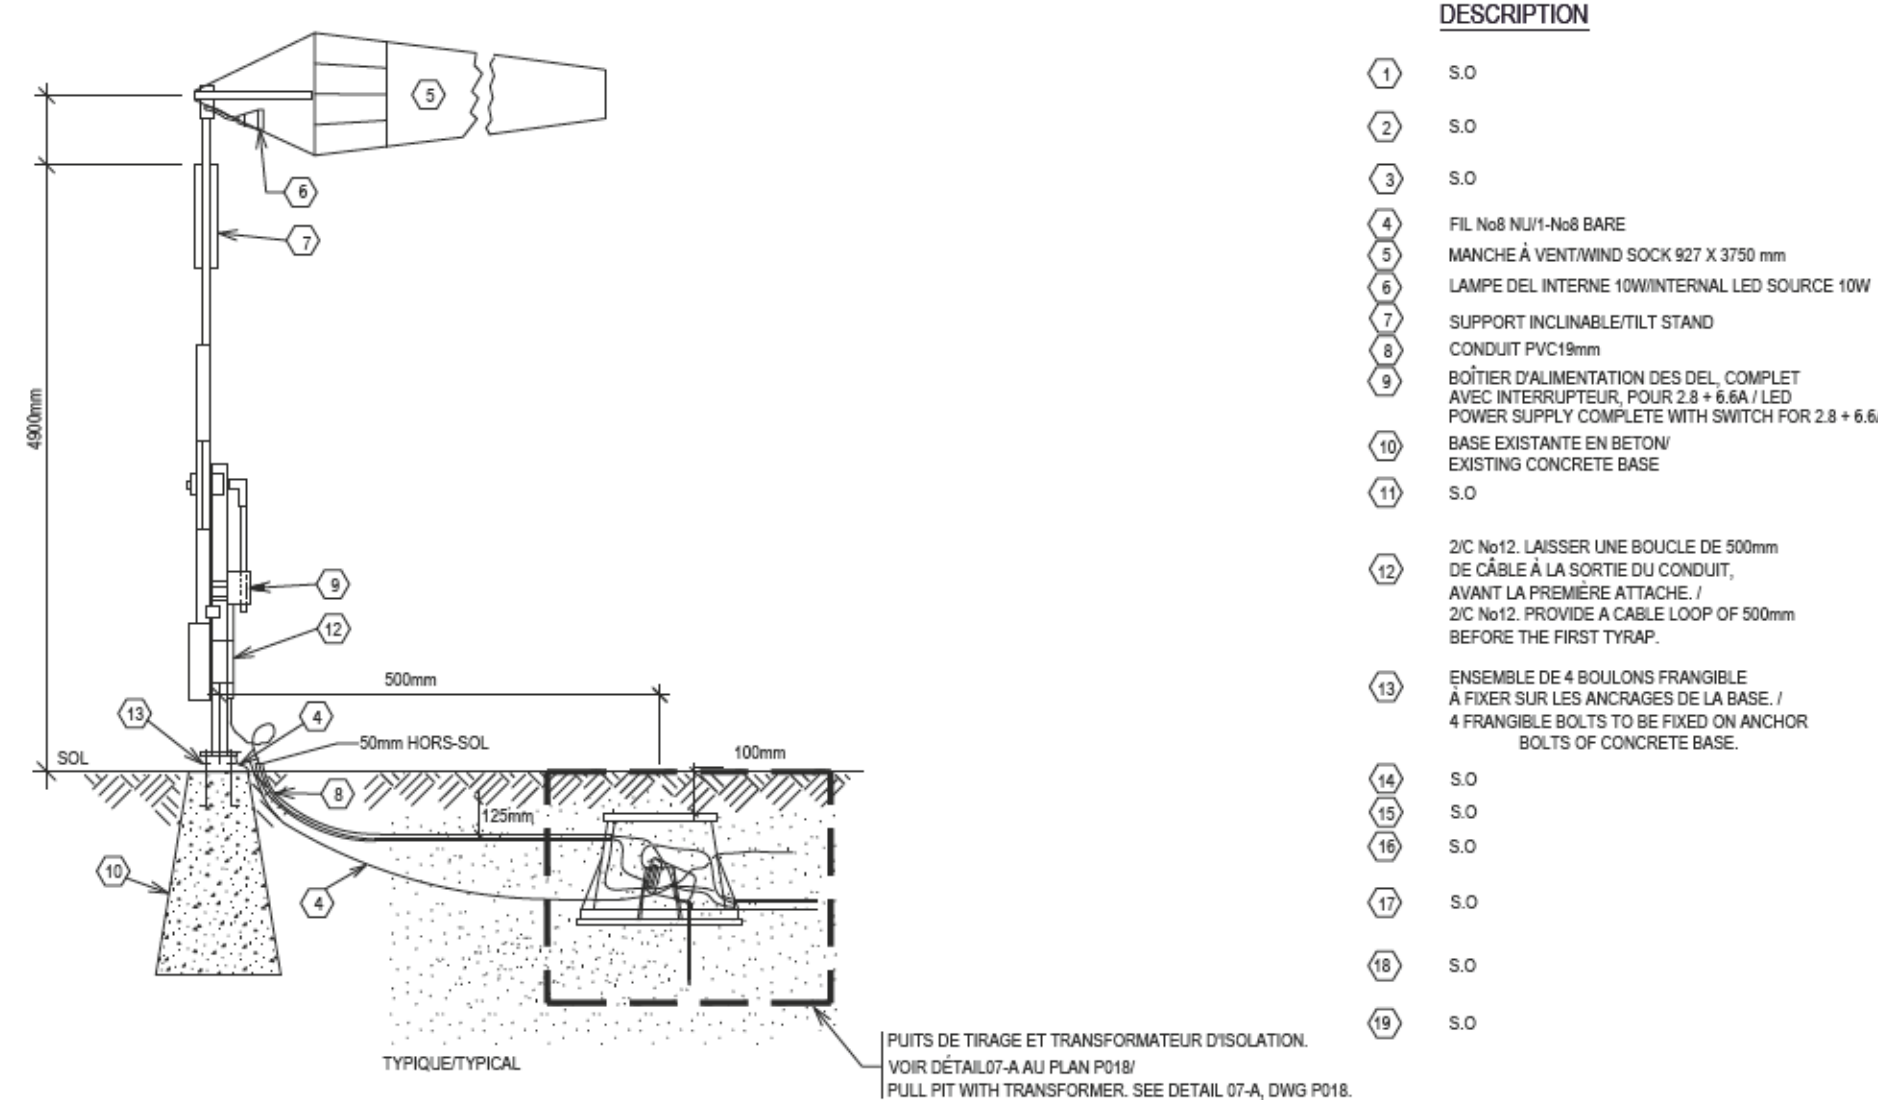 DESCRIPTION
1 S.O
2 S.O
3 S.O
4 FIL No8 NU/1-No8 BARE
5 MANCHE À VENT/WIND SOCK 927 X 3750 mm
6 LAMPE DEL INTERNE 10W/INTERNAL LED SOURCE 10W
7 SUPPORT INCLINABLE/TILT STAND
8 CONDUIT PVC19mm
9 BOÎTIER D'ALIMENTATION DES DEL, COMPLET
AVEC INTERRUPTEUR, POUR 2.8 + 6.6A / LED
POWER SUPPLY COMPLETE WITH SWITCH FOR 2.8 + 6.6
10 BASE EXISTANTE EN BETON/
EXISTING CONCRETE BASE
11 S.O
12 2/C No12. LAISSER UNE BOUCLE DE 500mm
DE CÂBLE À LA SORTIE DU CONDUIT,
AVANT LA PREMIÈRE ATTACHE. /
2/C No12. PROVIDE A CABLE LOOP OF 500mm
BEFORE THE FIRST TYRAP.
13 ENSEMBLE DE 4 BOULONS FRANGIBLE
À FIXER SUR LES ANCRAGES DE LA BASE. /
4 FRANGIBLE BOLTS TO BE FIXED ON ANCHOR
BOLTS OF CONCRETE BASE.
14 S.O
15 S.O
16 S.O
17 S.O
18 S.O
19 S.O
5
6
7
4900mm
9
12
500mm
13
4
50mm HORS-SOL
100mm
SOL
8
125mm
10
4
TYPIQUE/TYPICAL
PUITS DE TIRAGE ET TRANSFORMATEUR D'ISOLATION.
VOIR DÉTAIL07-A AU PLAN P018/
PULL PIT WITH TRANSFORMER. SEE DETAIL 07-A, DWG P018.